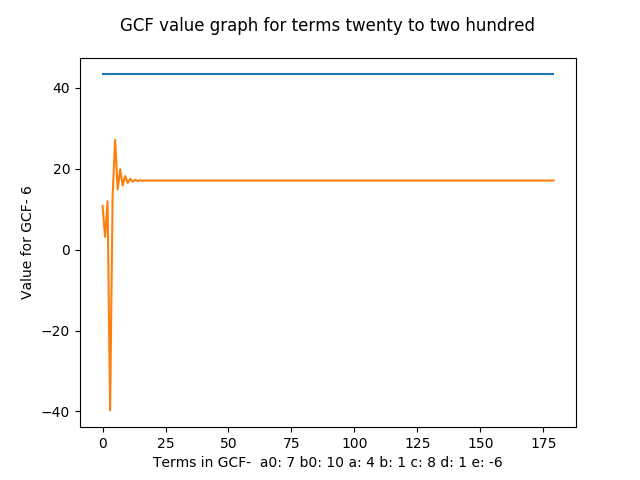 GCF value graph for terms twenty to two hundred
40
20
0
−20
−40
Value for GCF- 6
0 25 50 75 100 125 150 175
Terms in GCF-  a0: 7 b0: 10 a: 4 b: 1 c: 8 d: 1 e: -6